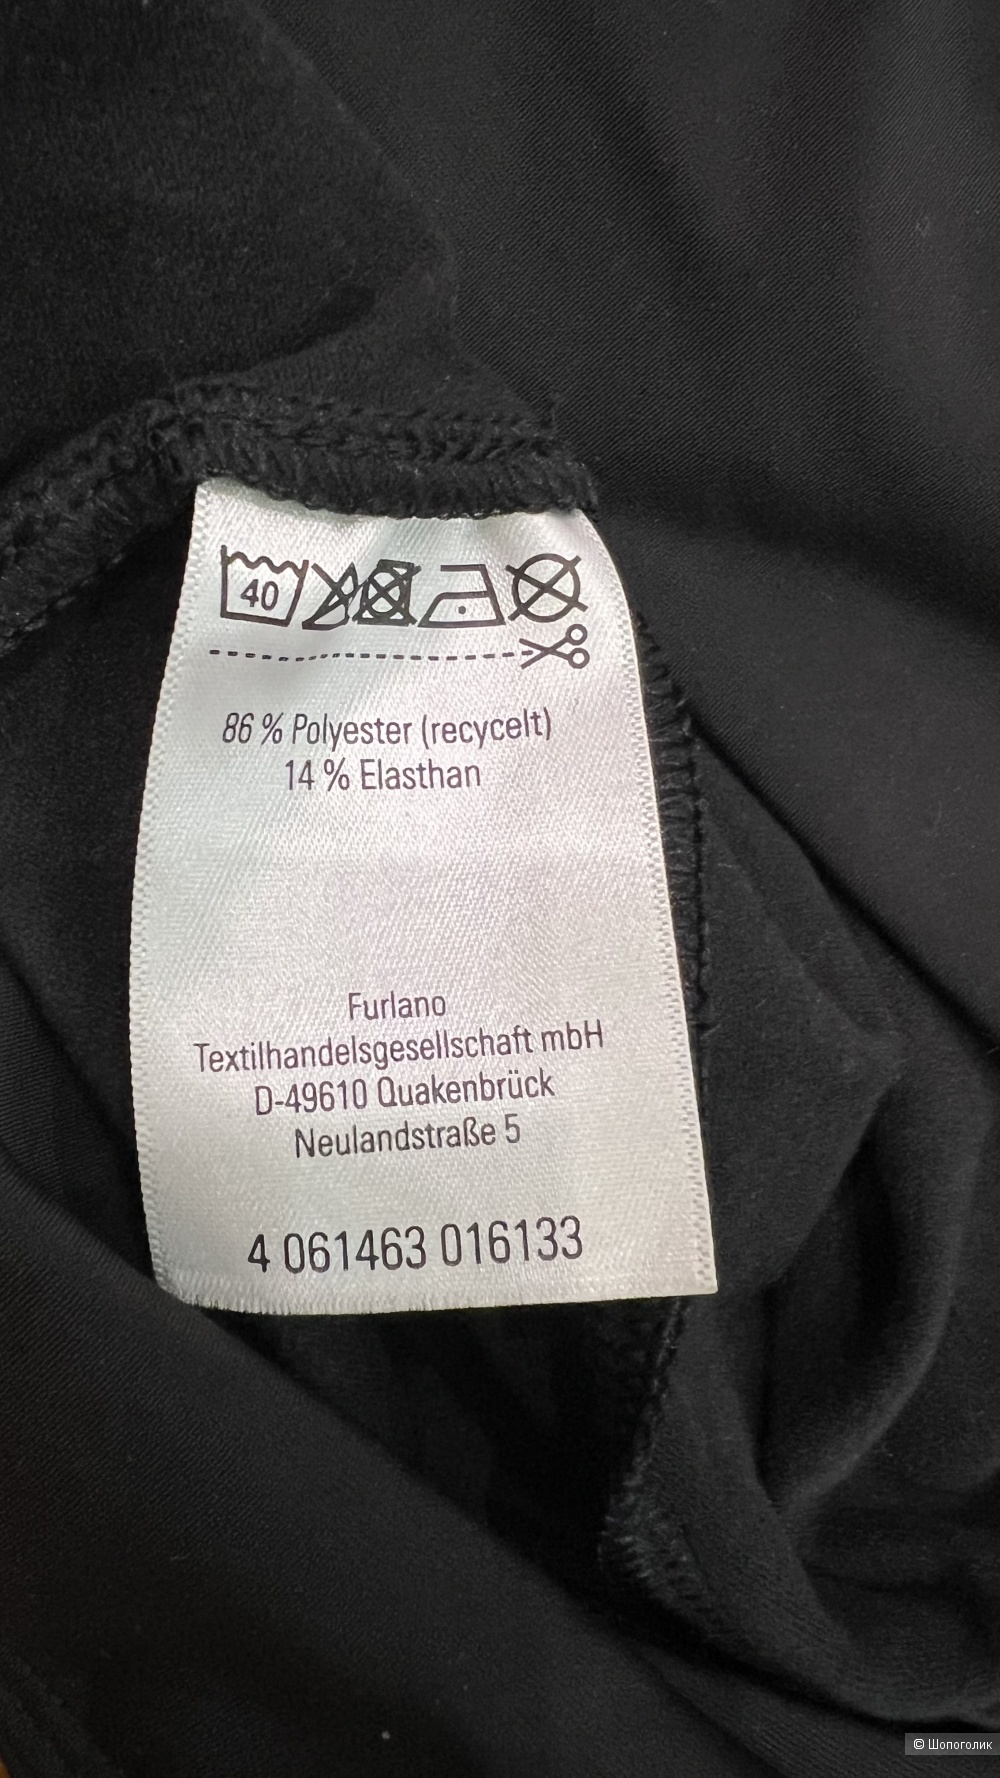 40
86 % Polyester (recycelt)
14 % Elasthan
Furlano
Textilhandelsgesellschaft mbH
D-49610 Quakenbrück
Neulandstraße 5
4 061463 016133
© Шопоголик